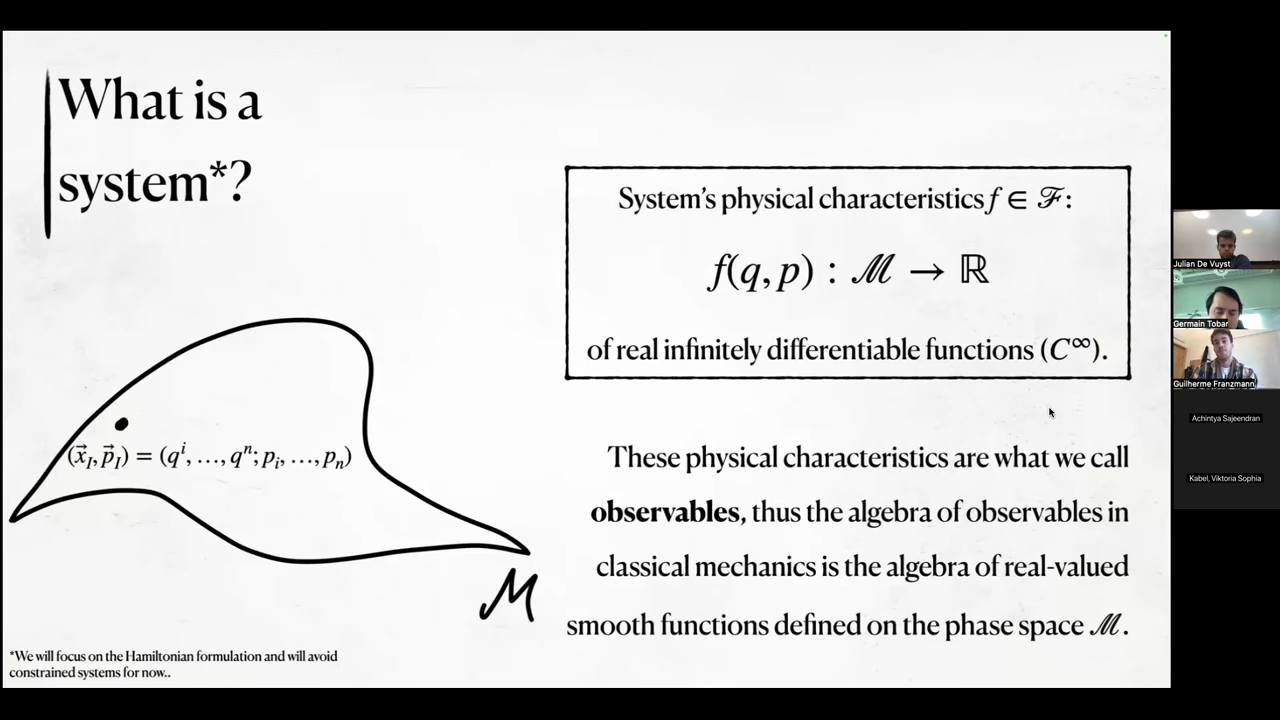 What is a
system*?
System's physical characteristics f ∈ ℱ:
f(q, p) : ℳ → ℝ
of real infinitely differentiable functions (C^∞).
(x⃗_I, p⃗_I) = (q^i, …, q^n; p_i, …, p_n)
ℳ
These physical characteristics are what we call
observables, thus the algebra of observables in
classical mechanics is the algebra of real-valued
smooth functions defined on the phase space ℳ.
*We will focus on the Hamiltonian formulation and will avoid
constrained systems for now..
Julian De Vuyst
Germain Tobar
Guilherme Franzmann
Achintya Sajeendran
Kabel, Viktoria Sophia